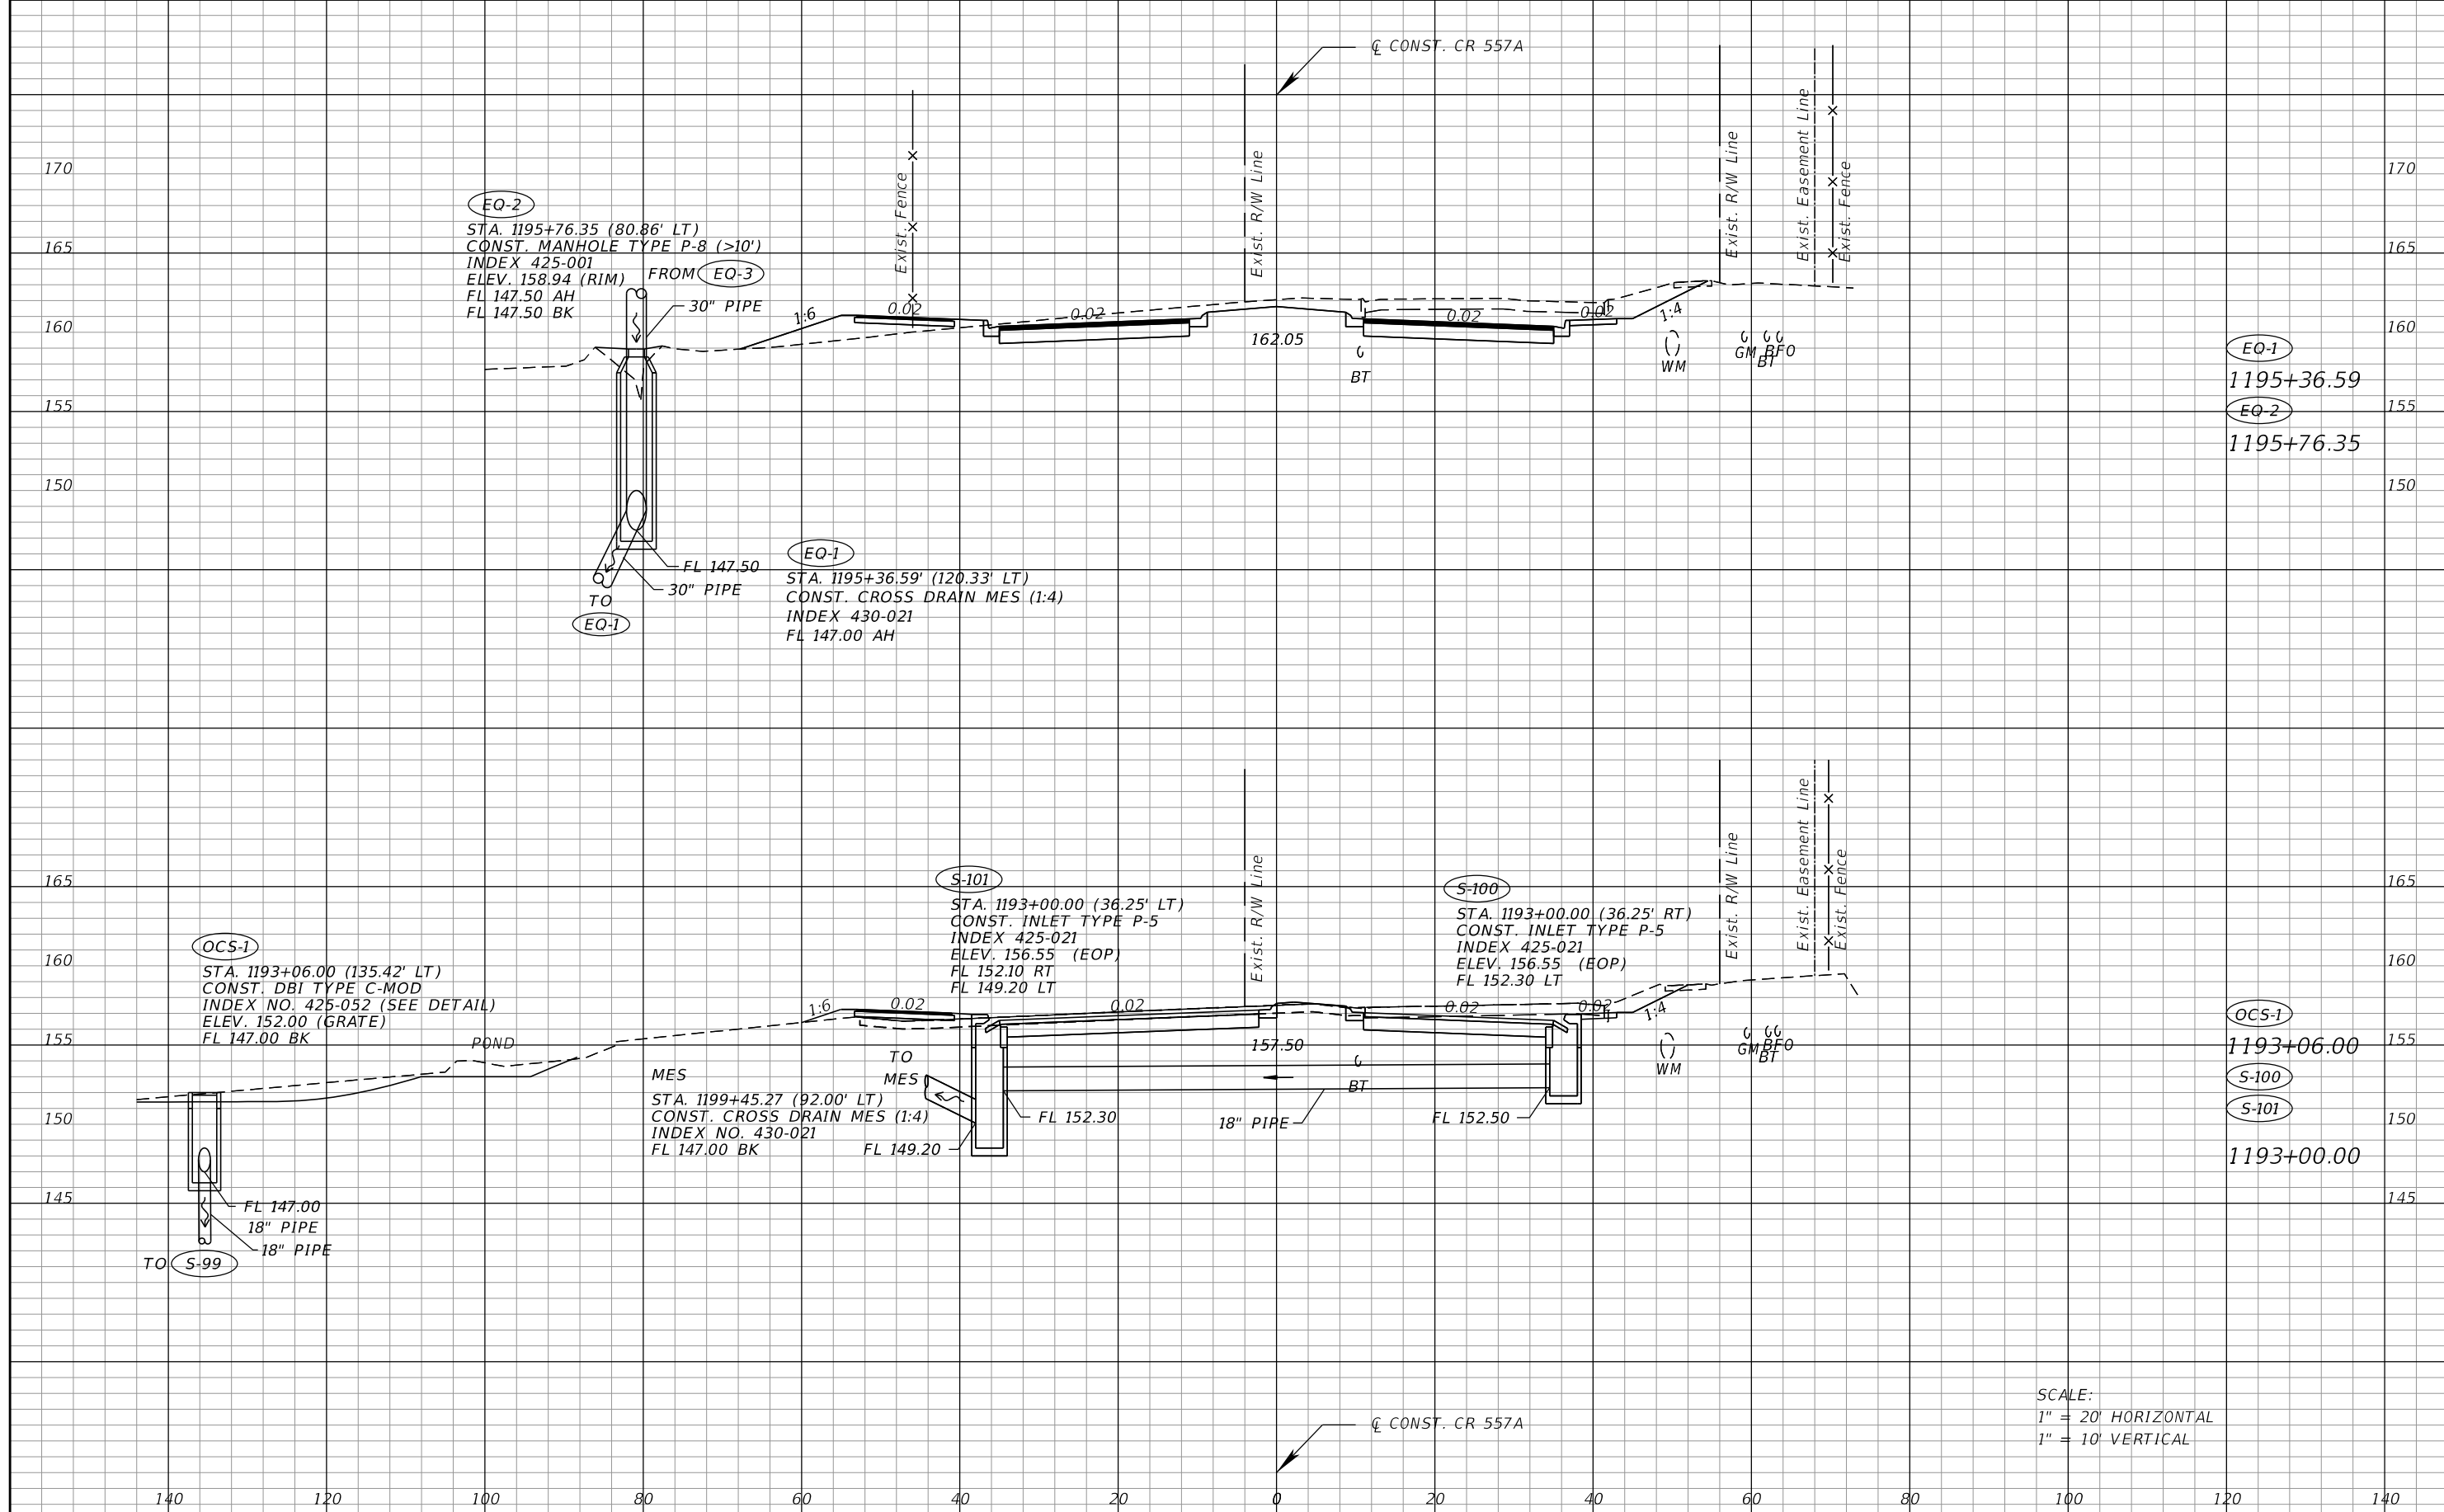 ℄ CONST. CR 557A
170
170
EQ-2
STA. 1195+76.35 (80.86' LT)
CONST. MANHOLE TYPE P-8 (>10')
INDEX 425-001
ELEV. 158.94 (RIM)
FL 147.50 AH
FL 147.50 BK
FROM EQ-3
30" PIPE
Exist. Fence
Exist. R/W Line
Exist. R/W Line
Exist. Easement Line
Exist. Fence
165
165
160
160
1:6
0.02
0.02
0.02
0.02
1:4
162.05
BT
WM
GM
BFO
BT
EQ-1
1195+36.59
EQ-2
1195+76.35
155
155
150
150
FL 147.50
30" PIPE
TO
EQ-1
EQ-1
STA. 1195+36.59' (120.33' LT)
CONST. CROSS DRAIN MES (1:4)
INDEX 430-021
FL 147.00 AH
165
165
S-101
STA. 1193+00.00 (36.25' LT)
CONST. INLET TYPE P-5
INDEX 425-021
ELEV. 156.55 (EOP)
FL 152.10 RT
FL 149.20 LT
Exist. R/W Line
S-100
STA. 1193+00.00 (36.25' RT)
CONST. INLET TYPE P-5
INDEX 425-021
ELEV. 156.55 (EOP)
FL 152.30 LT
Exist. R/W Line
Exist. Easement Line
Exist. Fence
OCS-1
STA. 1193+06.00 (135.42' LT)
CONST. DBI TYPE C-MOD
INDEX NO. 425-052 (SEE DETAIL)
ELEV. 152.00 (GRATE)
FL 147.00 BK
160
160
1:6
0.02
0.02
0.02
0.02
1:4
155
155
POND
157.50
BT
WM
GM
BFO
BT
TO
MES
MES
STA. 1199+45.27 (92.00' LT)
CONST. CROSS DRAIN MES (1:4)
INDEX NO. 430-021
FL 147.00 BK
FL 149.20
FL 152.30
18" PIPE
FL 152.50
OCS-1
1193+06.00
S-100
S-101
1193+00.00
150
150
145
145
FL 147.00
18" PIPE
18" PIPE
TO S-99
℄ CONST. CR 557A
SCALE:
1" = 20' HORIZONTAL
1" = 10' VERTICAL
140 120 100 80 60 40 20 0 20 40 60 80 100 120 140